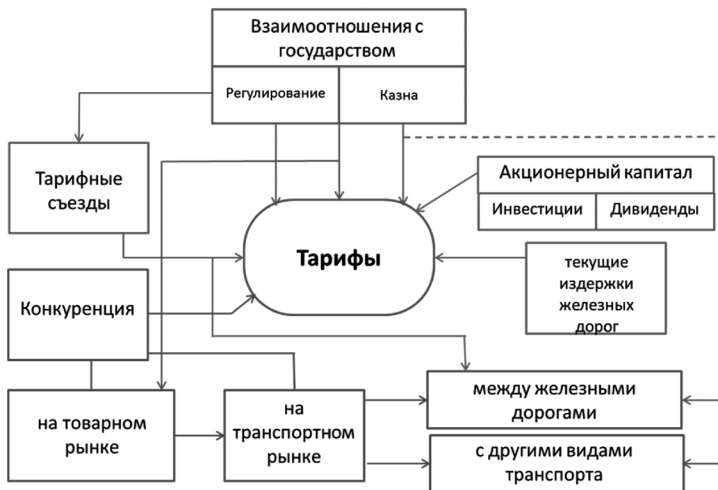 Взаимоотношения с
государством
Регулирование
Казна
Тарифные
съезды
Акционерный капитал
Инвестиции
Дивиденды
Тарифы
текущие
издержки
железных
дорог
Конкуренция
на товарном
рынке
на
транспортном
рынке
между железными
дорогами
с другими видами
транспорта